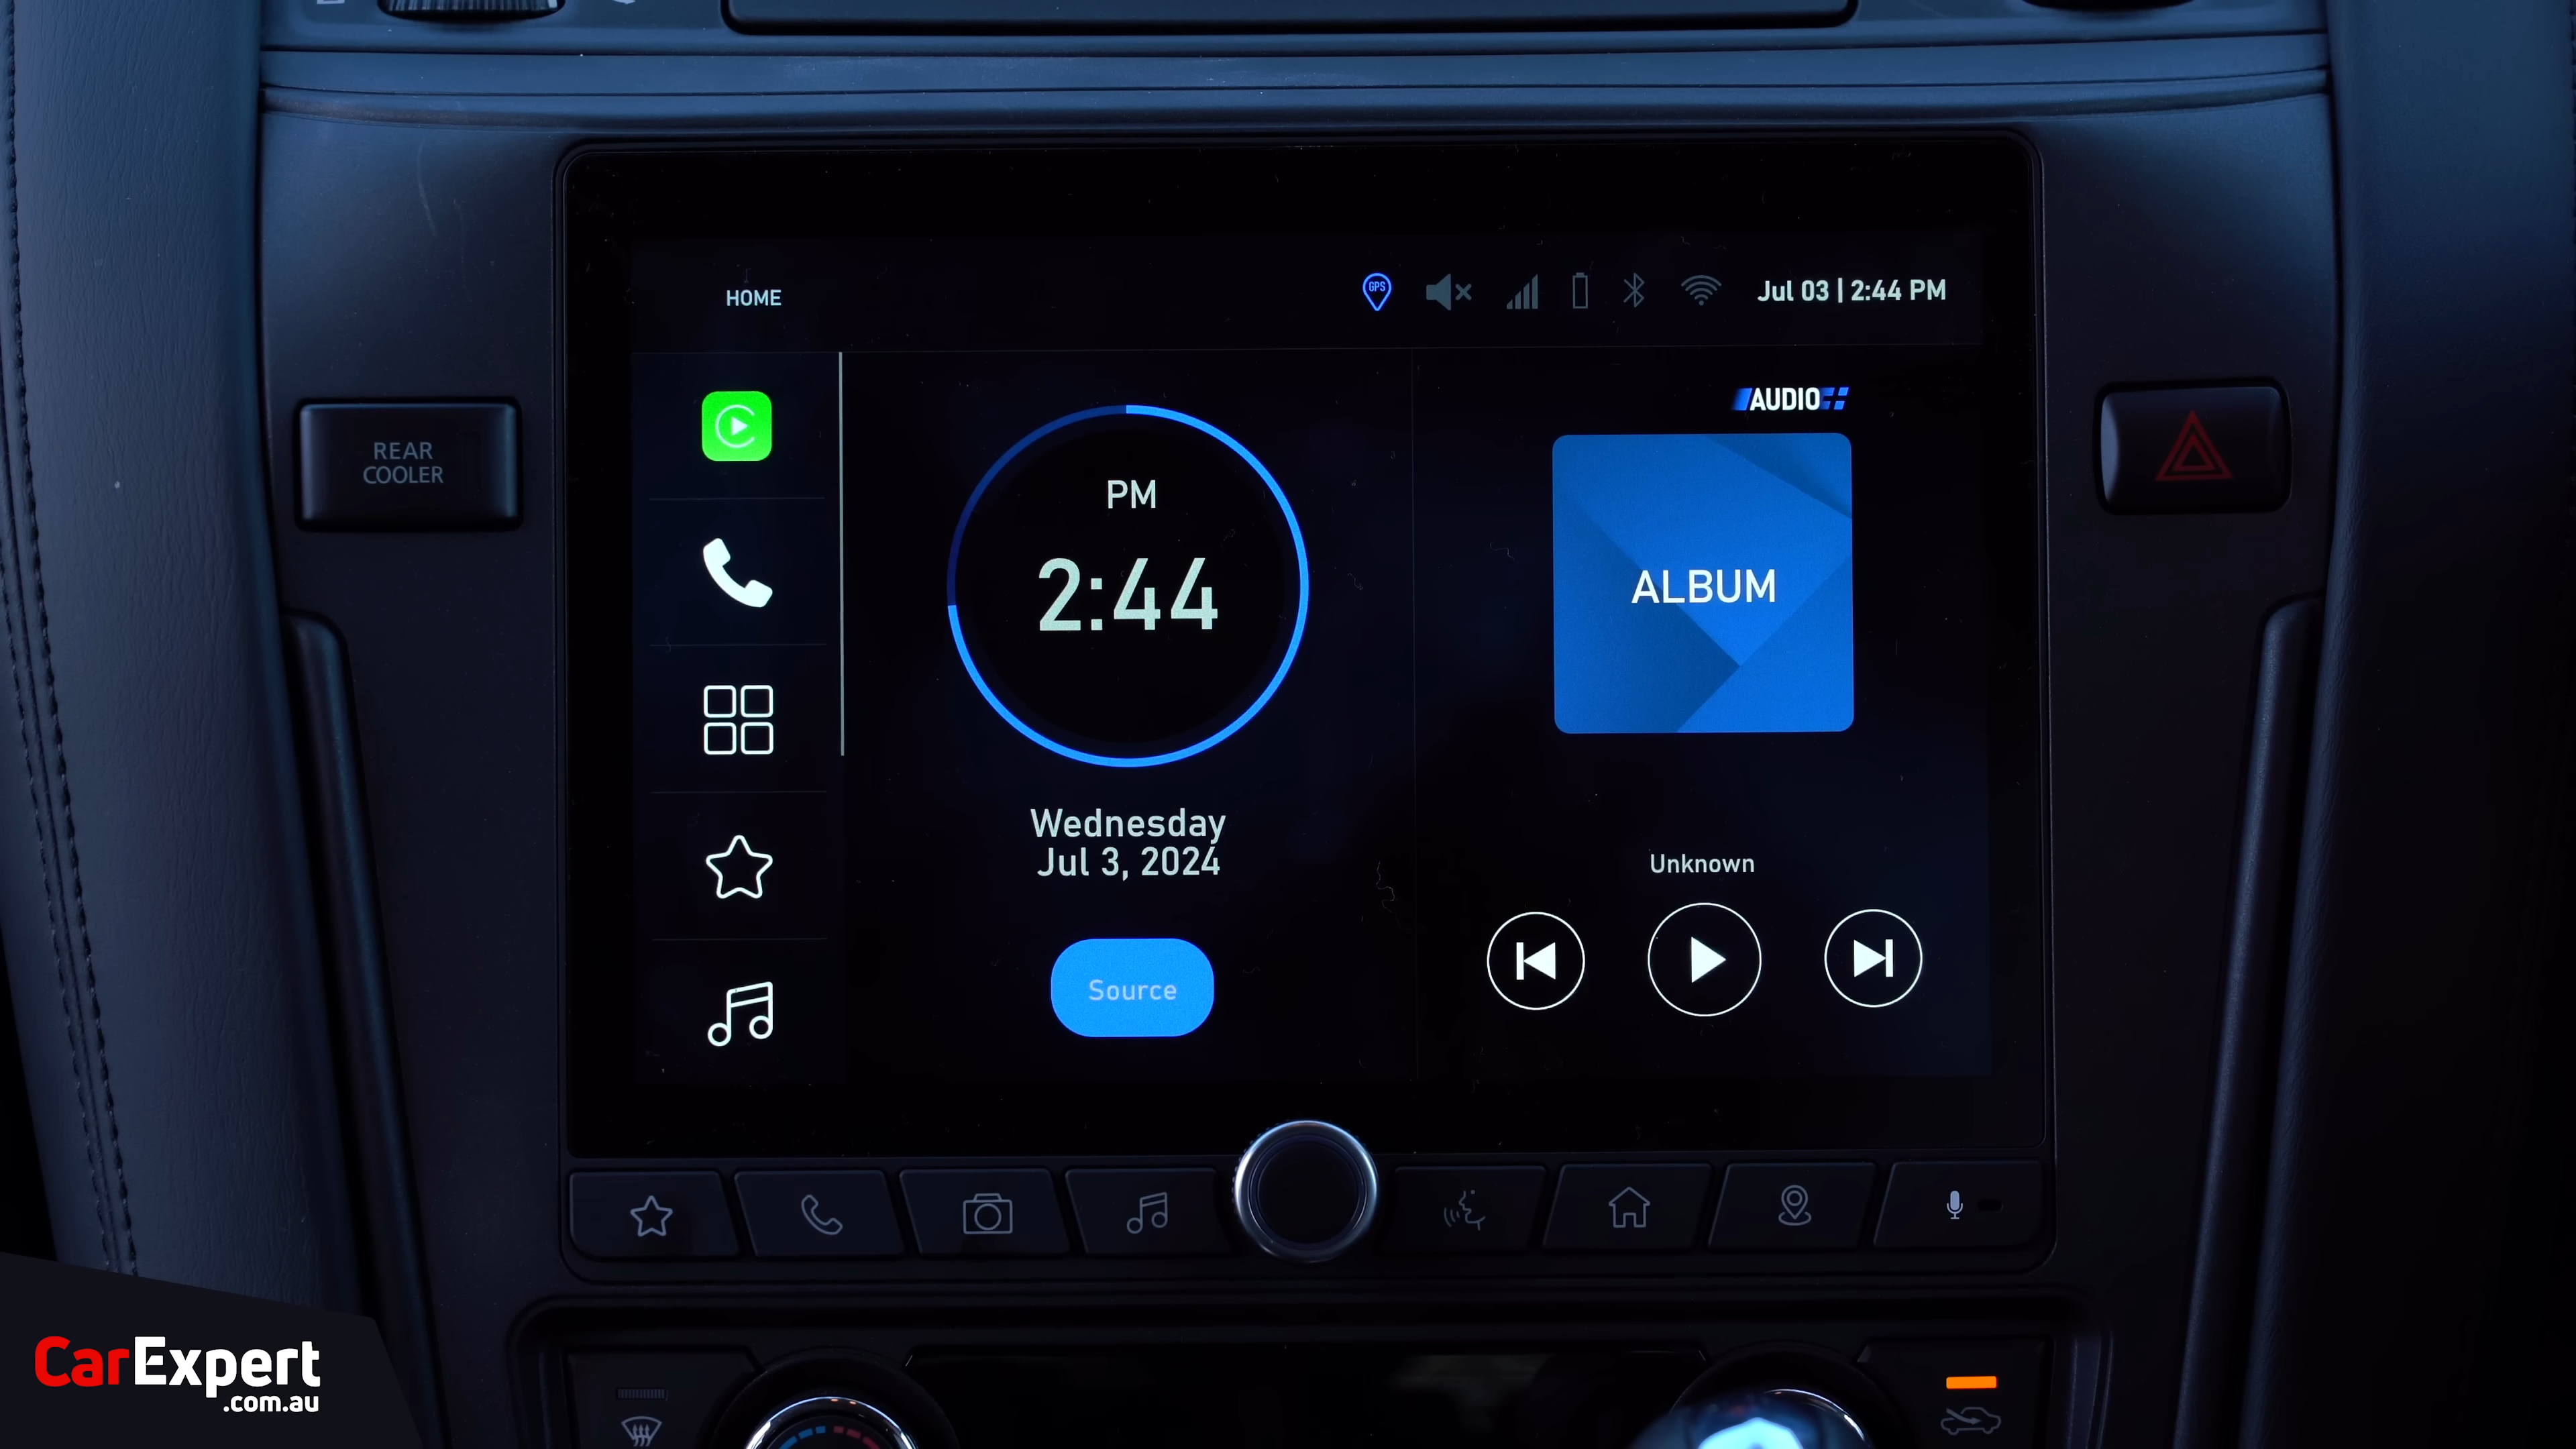 HOME
GPS
Jul 03 | 2:44 PM
REAR
COOLER
PM
2:44
Wednesday
Jul 3, 2024
Source
AUDIO
ALBUM
Unknown
CarExpert
.com.au